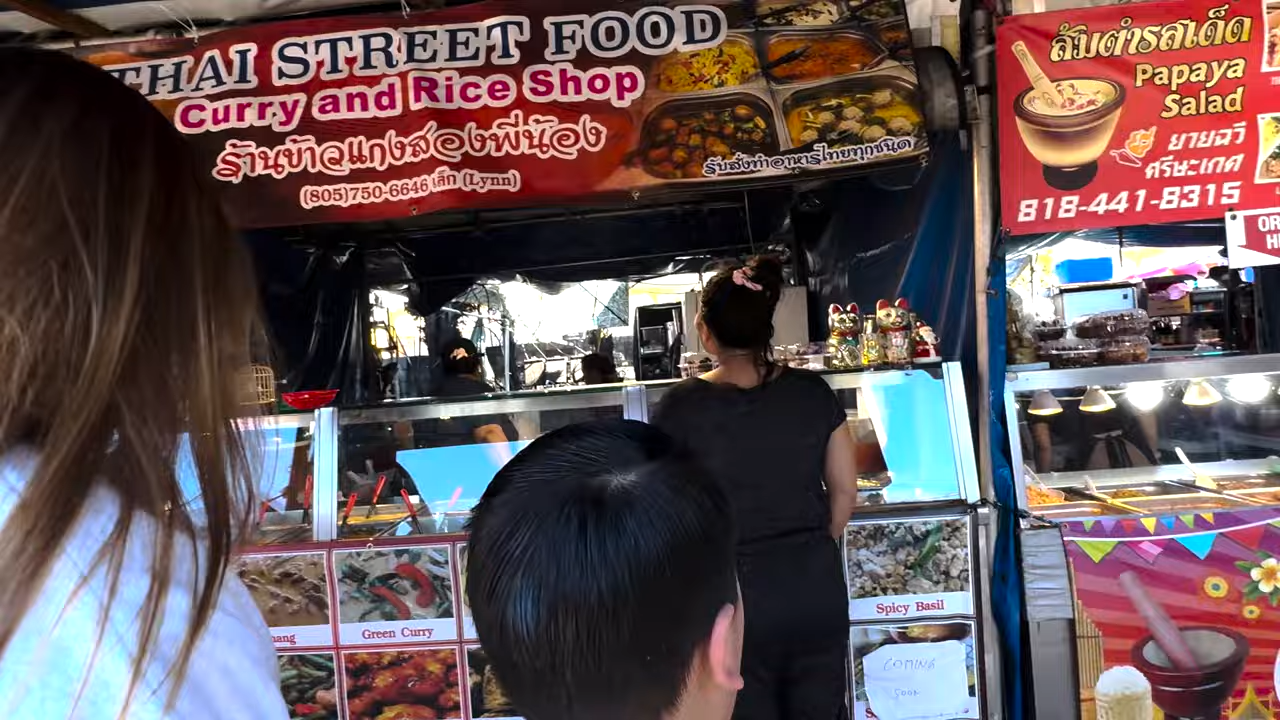 THAI STREET FOOD
Curry and Rice Shop
ร้านข้าวแกงสองพี่น้อง
(805)750-6646 เล็ก (Lynn)
รับสั่งทำอาหารไทยทุกชนิด
ส้มตำรสเด็ด
Papaya
Salad
ยายฉวี
ศรีษะเกศ
818-441-8315
Green Curry
Spicy Basil
COMING
SOON